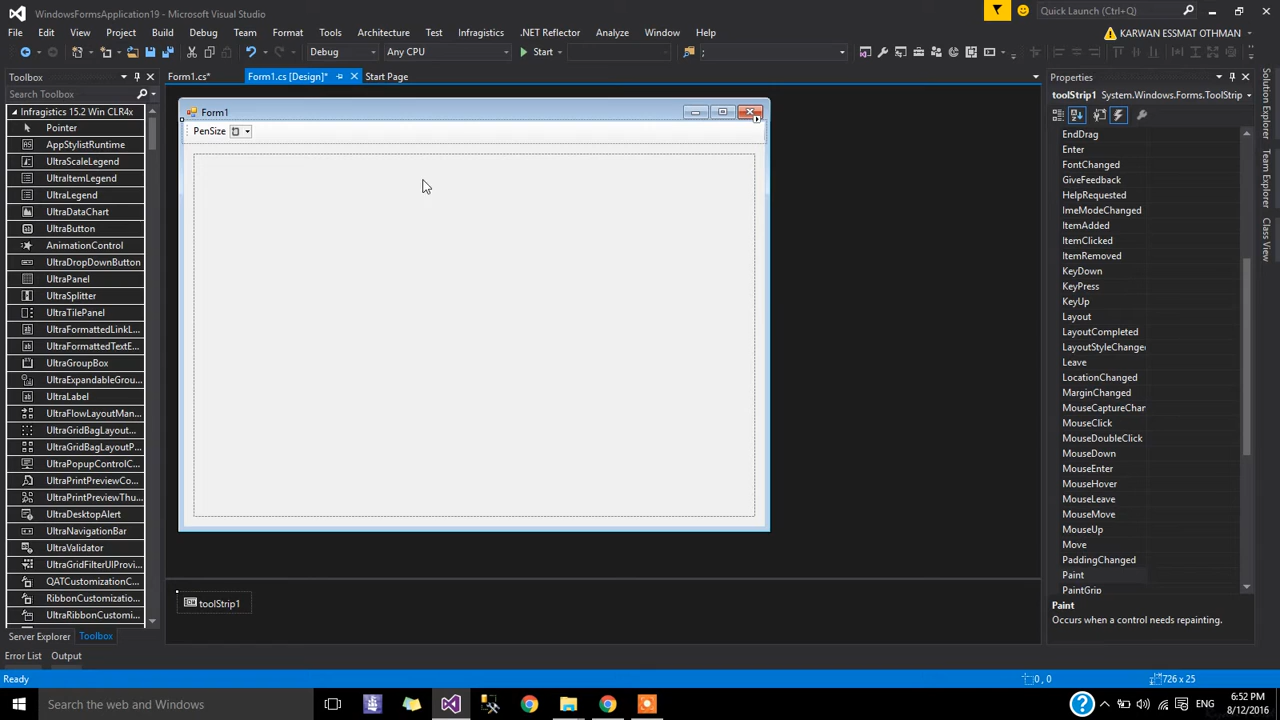 WindowsFormsApplication19 - Microsoft Visual Studio
Quick Launch (Ctrl+Q)
File Edit View Project Build Debug Team Format Tools Architecture Test Infragistics .NET Reflector Analyze Window Help
KARWAN ESSMAT OTHMAN
Debug Any CPU Start ;
Toolbox
Form1.cs* Form1.cs [Design]* Start Page
Properties
Search Toolbox
toolStrip1 System.Windows.Forms.ToolStrip
Infragistics 15.2 Win CLR4x
Pointer
AppStylistRuntime
UltraScaleLegend
UltraItemLegend
UltraLegend
UltraDataChart
UltraButton
AnimationControl
UltraDropDownButton
UltraPanel
UltraSplitter
UltraTilePanel
UltraFormattedLinkL...
UltraFormattedTextE...
UltraGroupBox
UltraExpandableGrou...
UltraLabel
UltraFlowLayoutMan...
UltraGridBagLayout...
UltraGridBagLayoutP...
UltraPopupControlC...
UltraPrintPreviewCo...
UltraPrintPreviewThu...
UltraDesktopAlert
UltraNavigationBar
UltraValidator
UltraGridFilterUIProvi...
QATCustomizationC...
RibbonCustomizatio...
UltraRibbonCustomi...
Server Explorer Toolbox
Form1
PenSize
toolStrip1
EndDrag
Enter
FontChanged
GiveFeedback
HelpRequested
ImeModeChanged
ItemAdded
ItemClicked
ItemRemoved
KeyDown
KeyPress
KeyUp
Layout
LayoutCompleted
LayoutStyleChange
Leave
LocationChanged
MarginChanged
MouseCaptureChar
MouseClick
MouseDoubleClick
MouseDown
MouseEnter
MouseHover
MouseLeave
MouseMove
MouseUp
Move
PaddingChanged
Paint
PaintGrip
Paint
Occurs when a control needs repainting.
Solution Explorer
Team Explorer
Class View
Error List Output
Ready 0 , 0 726 x 25
Search the web and Windows
ENG
6:52 PM
8/12/2016